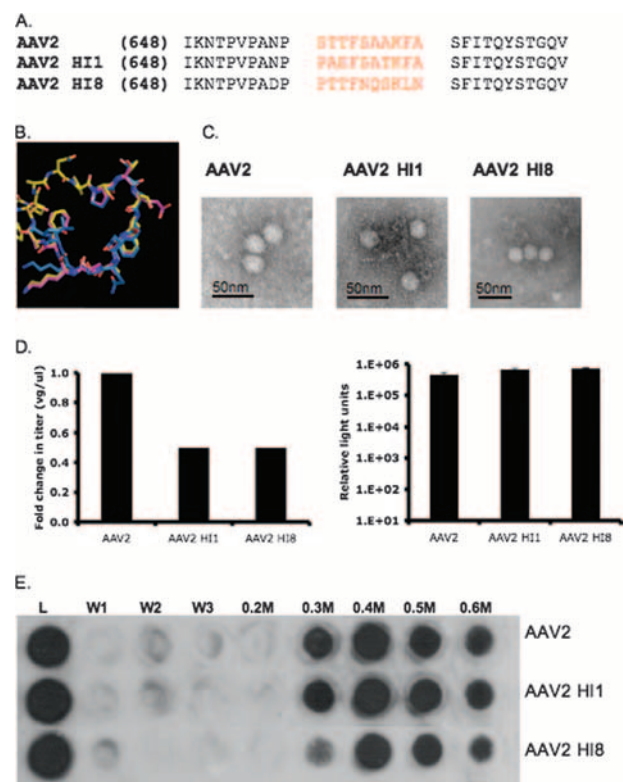 A.
AAV2 (648) IKNTPVPANP STTFSAAKFA SFITQYSTGQV
AAV2 HI1 (648) IKNTPVPANP PAEFSATKFA SFITQYSTGQV
AAV2 HI8 (648) IKNTPVPADP PTTFNQSKLN SFITQYSTGQV
B.
C.
AAV2 AAV2 HI1 AAV2 HI8
50nm 50nm 50nm
D.
Fold change in titer (vg/ul)
1.0
0.8
0.6
0.4
0.2
0.0
AAV2 AAV2 HI1 AAV2 HI8
Relative light units
1.E+06
1.E+05
1.E+04
1.E+03
1.E+02
1.E+01
AAV2 AAV2 HI1 AAV2 HI8
E.
L W1 W2 W3 0.2M 0.3M 0.4M 0.5M 0.6M
AAV2
AAV2 HI1
AAV2 HI8